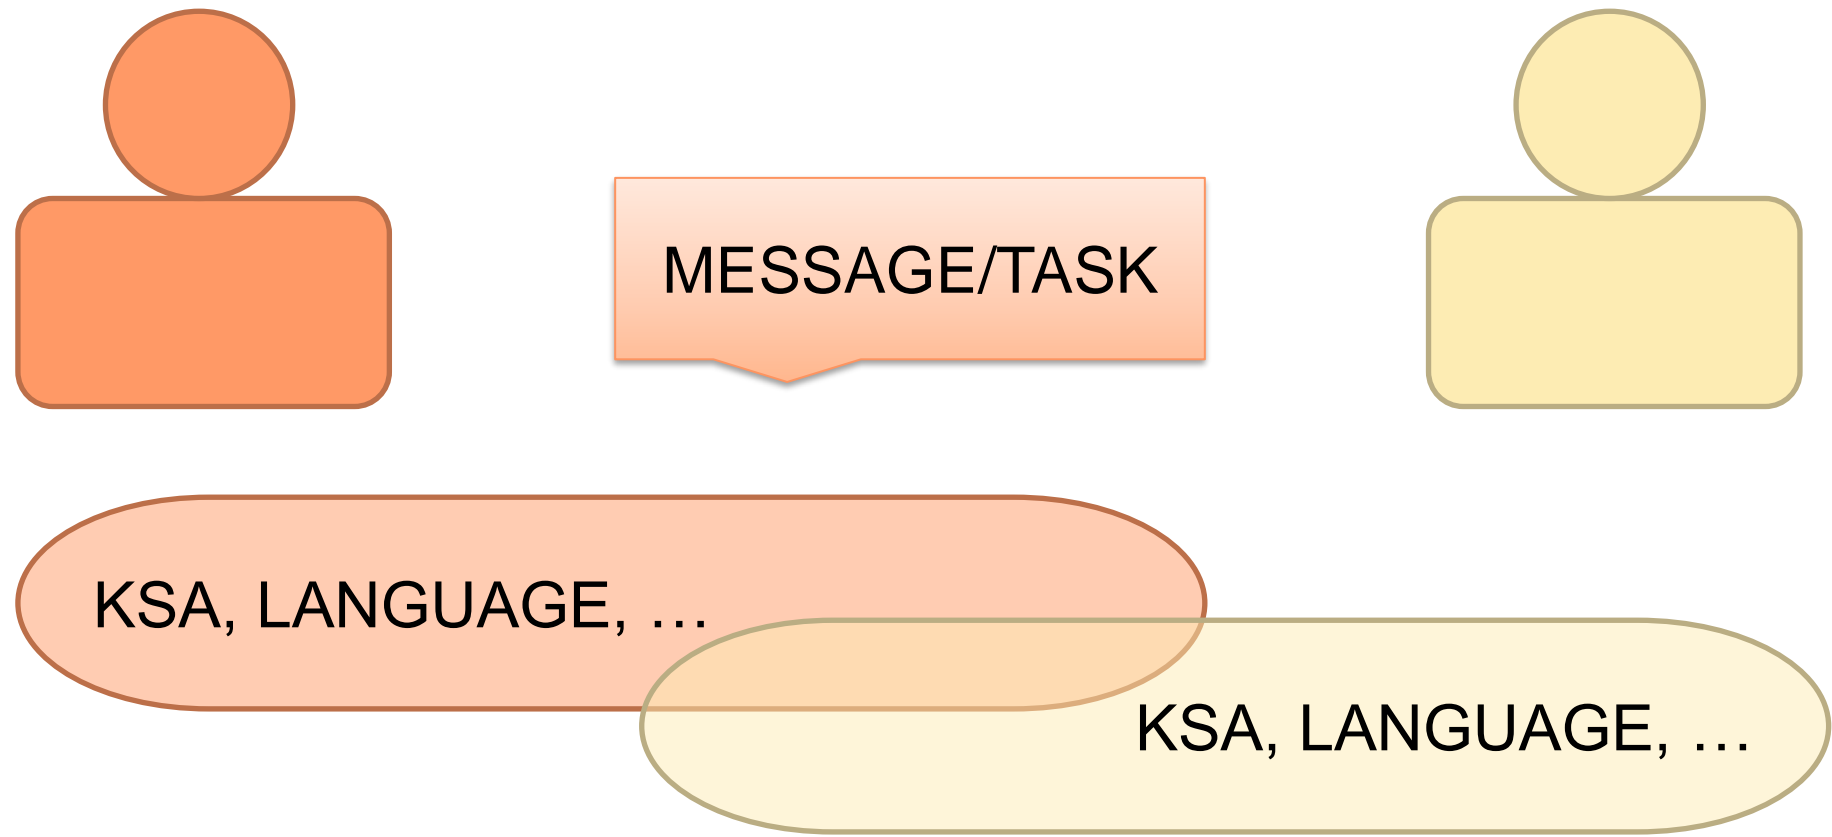 MESSAGE/TASK
KSA, LANGUAGE, …
KSA, LANGUAGE, …